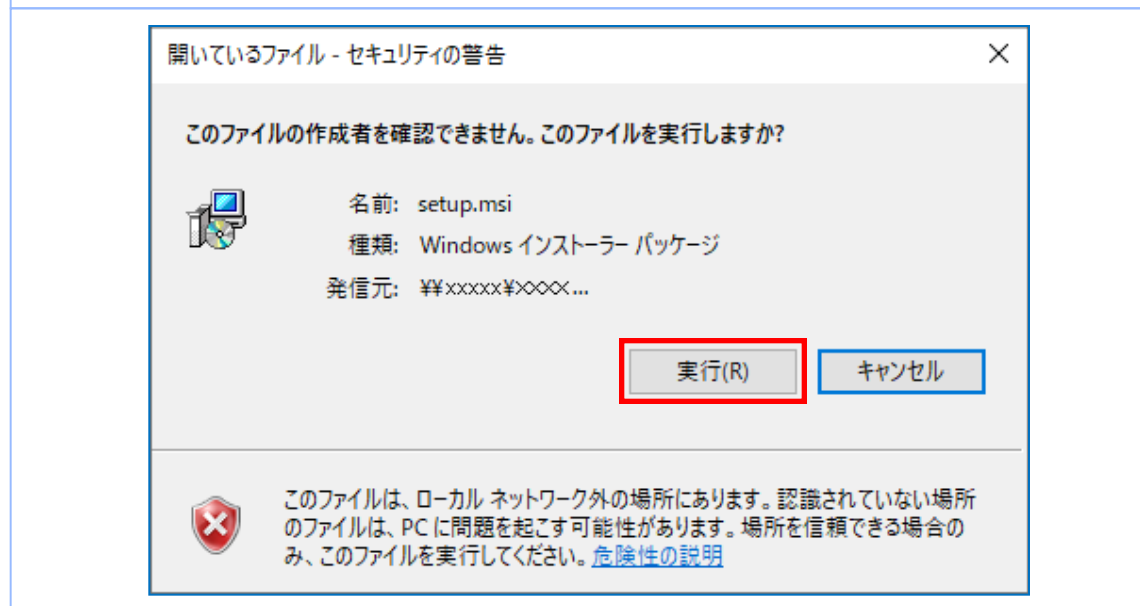 開いているファイル - セキュリティの警告
このファイルの作成者を確認できません。このファイルを実行しますか?
名前: setup.msi
種類: Windows インストーラー パッケージ
発信元: ¥¥xxxxx¥xxxx...
実行(R) キャンセル
このファイルは、ローカル ネットワーク外の場所にあります。認識されていない場所
のファイルは、PC に問題を起こす可能性があります。場所を信頼できる場合の
み、このファイルを実行してください。危険性の説明